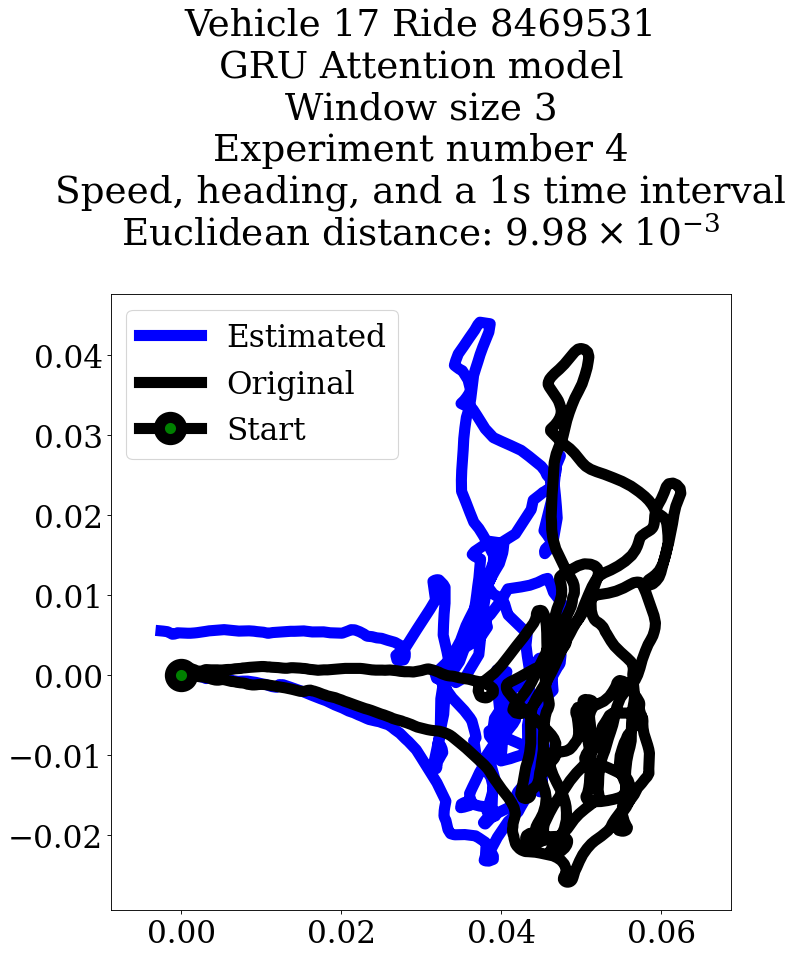 Vehicle 17 Ride 8469531
GRU Attention model
Window size 3
Experiment number 4
Speed, heading, and a 1s time interval
Euclidean distance: 9.98 × 10⁻³
Estimated
Original
Start
0.04
0.03
0.02
0.01
0.00
−0.01
−0.02
0.00 0.02 0.04 0.06